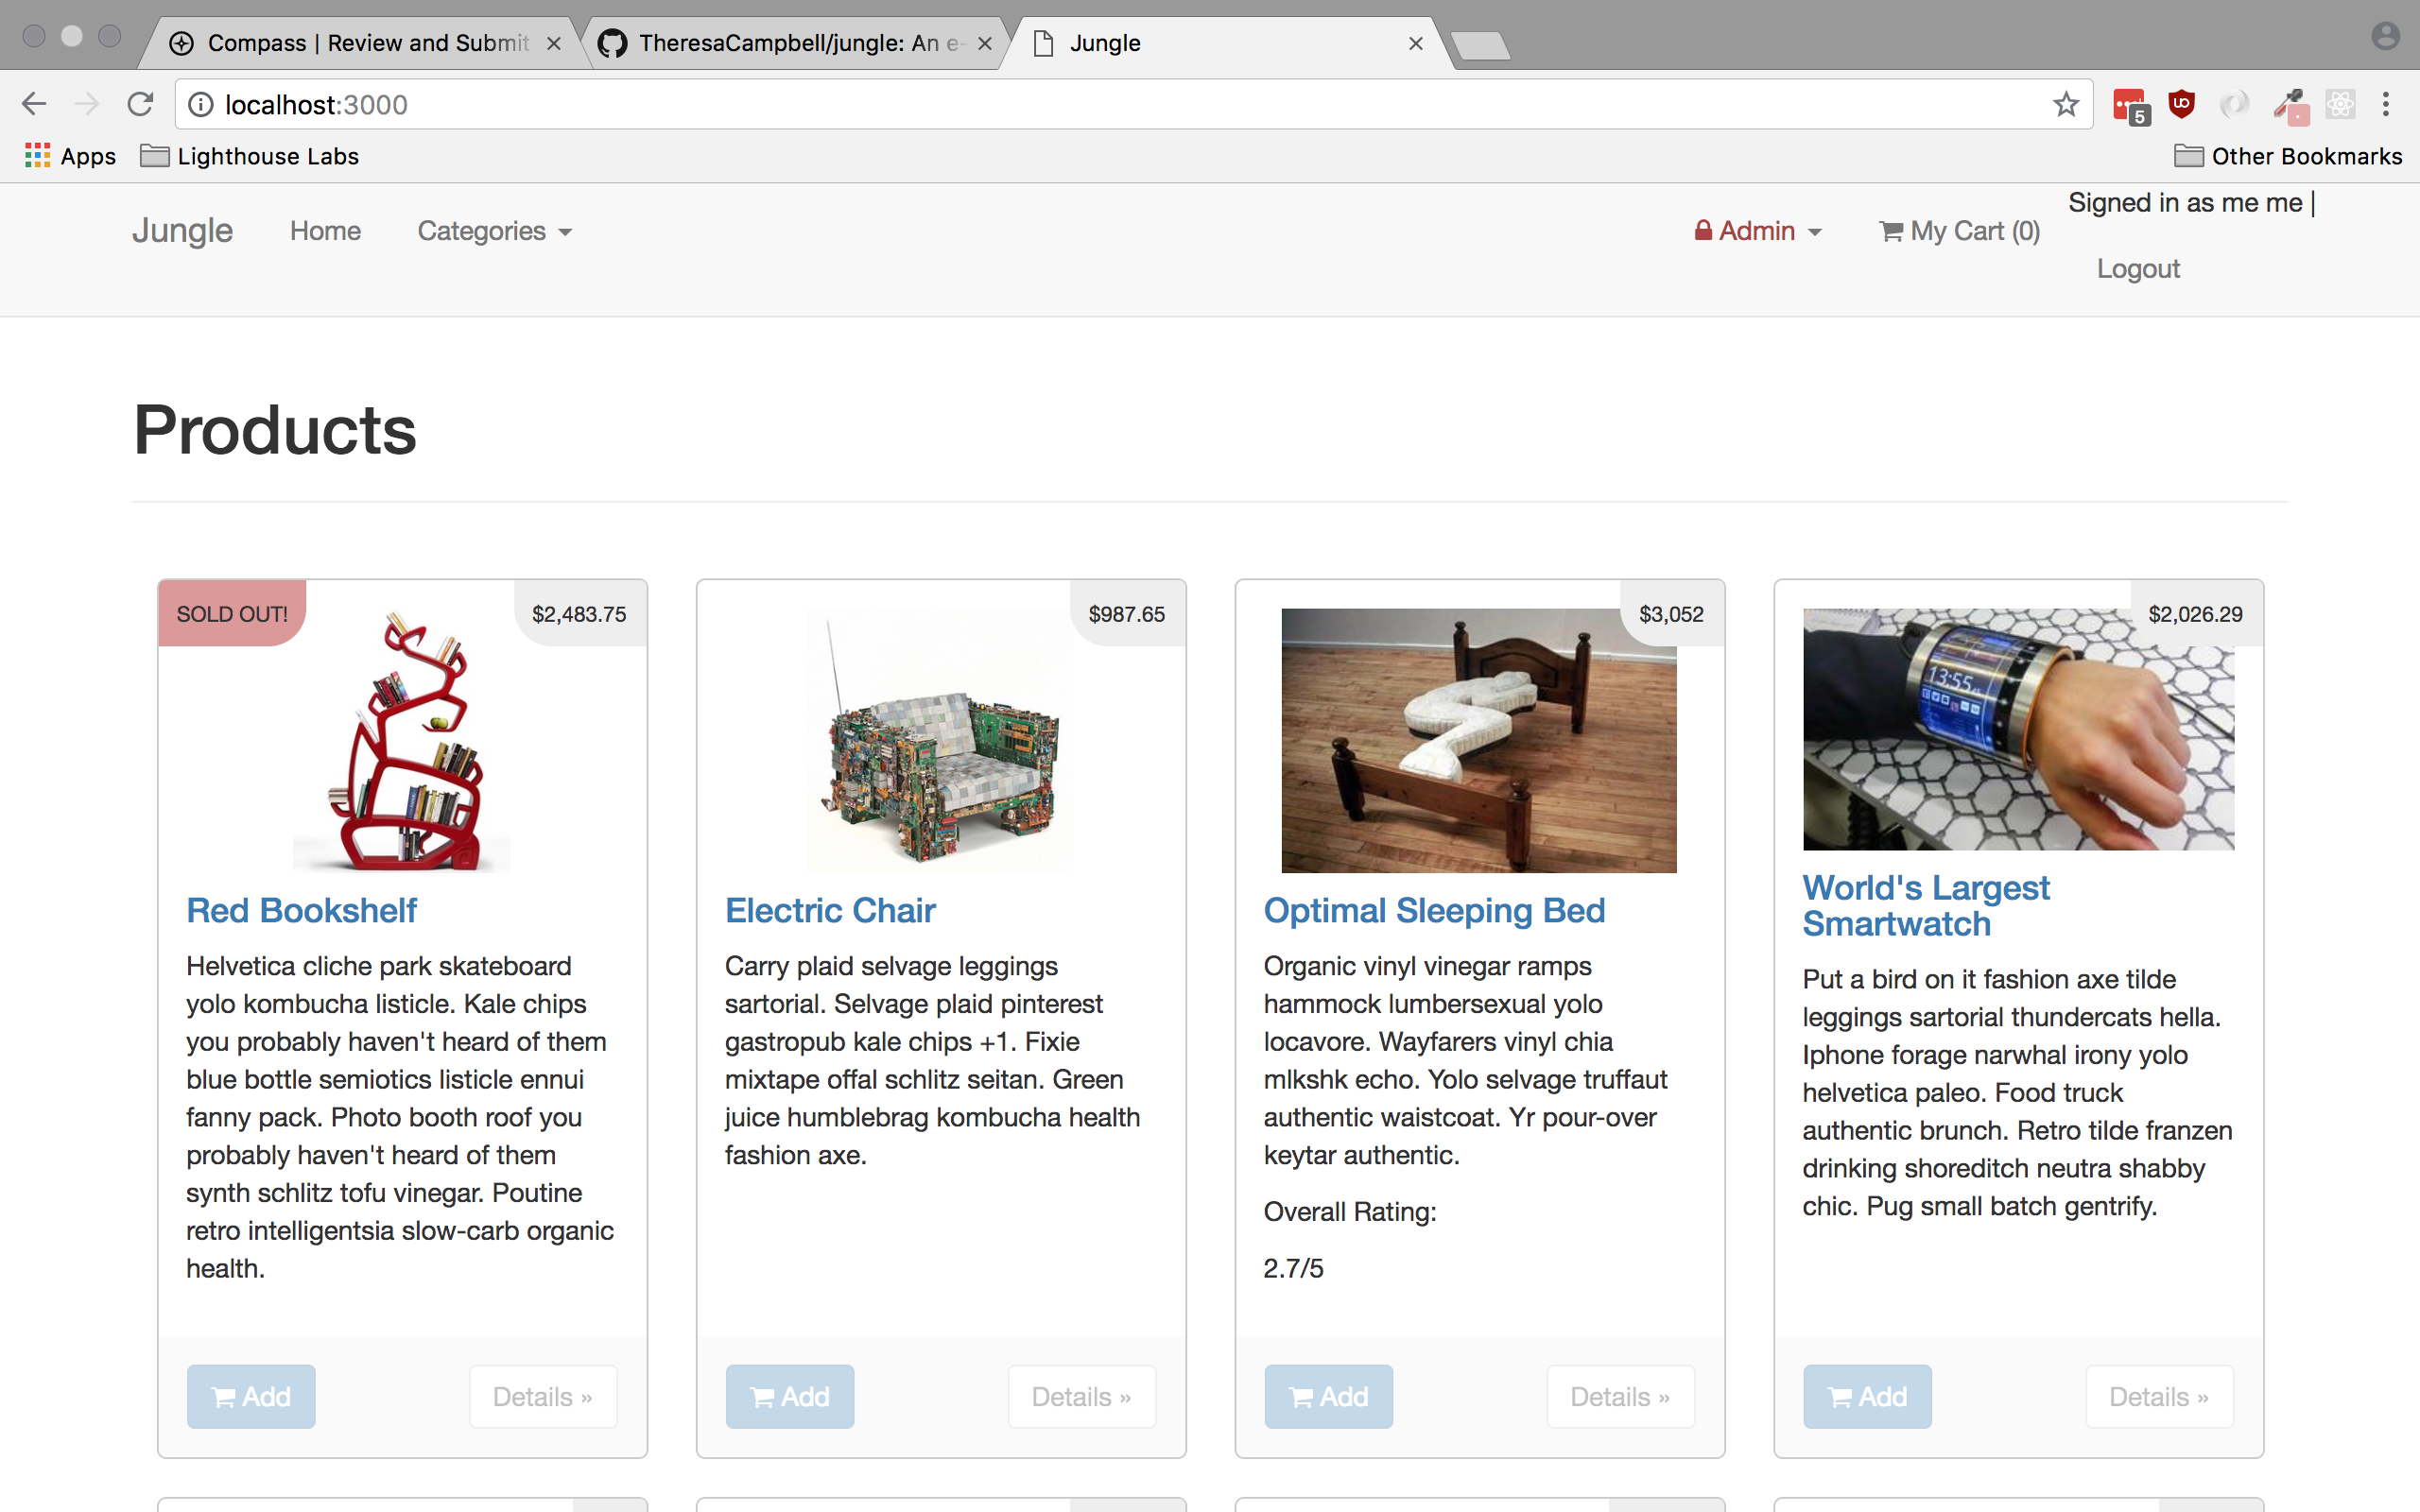 Compass | Review and Submit
TheresaCampbell/jungle: An e-
Jungle
localhost:3000
5
Apps
Lighthouse Labs
Other Bookmarks
Jungle
Home
Categories
Admin
My Cart (0)
Signed in as me me |
Logout
Products
SOLD OUT!
$2,483.75
Red Bookshelf
Helvetica cliche park skateboard
yolo kombucha listicle. Kale chips
you probably haven't heard of them
blue bottle semiotics listicle ennui
fanny pack. Photo booth roof you
probably haven't heard of them
synth schlitz tofu vinegar. Poutine
retro intelligentsia slow-carb organic
health.
Add
Details »
$987.65
Electric Chair
Carry plaid selvage leggings
sartorial. Selvage plaid pinterest
gastropub kale chips +1. Fixie
mixtape offal schlitz seitan. Green
juice humblebrag kombucha health
fashion axe.
Add
Details »
$3,052
Optimal Sleeping Bed
Organic vinyl vinegar ramps
hammock lumbersexual yolo
locavore. Wayfarers vinyl chia
mlkshk echo. Yolo selvage truffaut
authentic waistcoat. Yr pour-over
keytar authentic.
Overall Rating:
2.7/5
Add
Details »
$2,026.29
13:55
World's Largest
Smartwatch
Put a bird on it fashion axe tilde
leggings sartorial thundercats hella.
Iphone forage narwhal irony yolo
helvetica paleo. Food truck
authentic brunch. Retro tilde franzen
drinking shoreditch neutra shabby
chic. Pug small batch gentrify.
Add
Details »